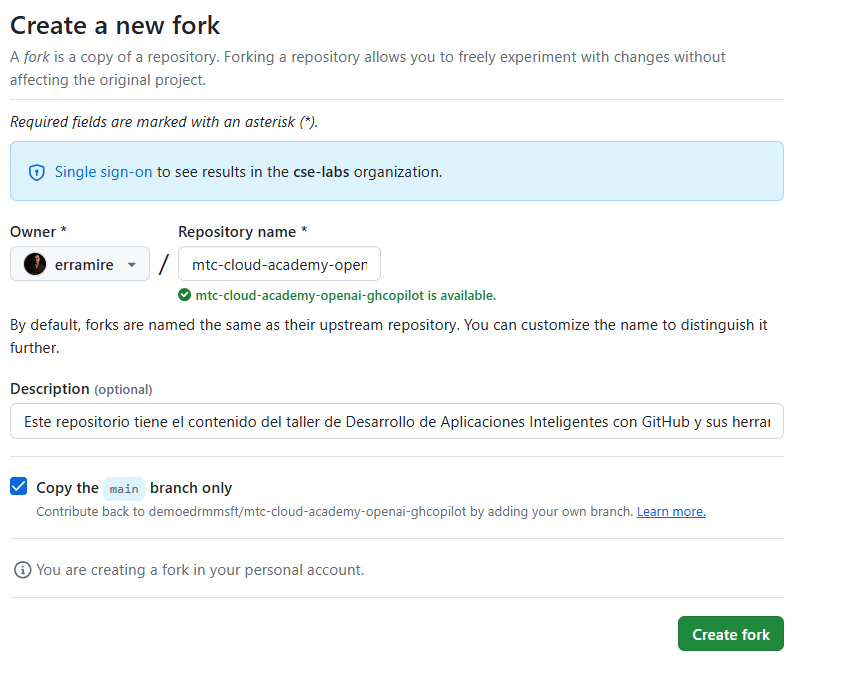 Create a new fork
A fork is a copy of a repository. Forking a repository allows you to freely experiment with changes without
affecting the original project.
Required fields are marked with an asterisk (*).
Single sign-on to see results in the cse-labs organization.
Owner *
Repository name *
erramire
/
mtc-cloud-academy-open
mtc-cloud-academy-openai-ghcopilot is available.
By default, forks are named the same as their upstream repository. You can customize the name to distinguish it
further.
Description (optional)
Este repositorio tiene el contenido del taller de Desarrollo de Aplicaciones Inteligentes con GitHub y sus herrar
Copy the main branch only
Contribute back to demoedrmmsft/mtc-cloud-academy-openai-ghcopilot by adding your own branch. Learn more.
You are creating a fork in your personal account.
Create fork